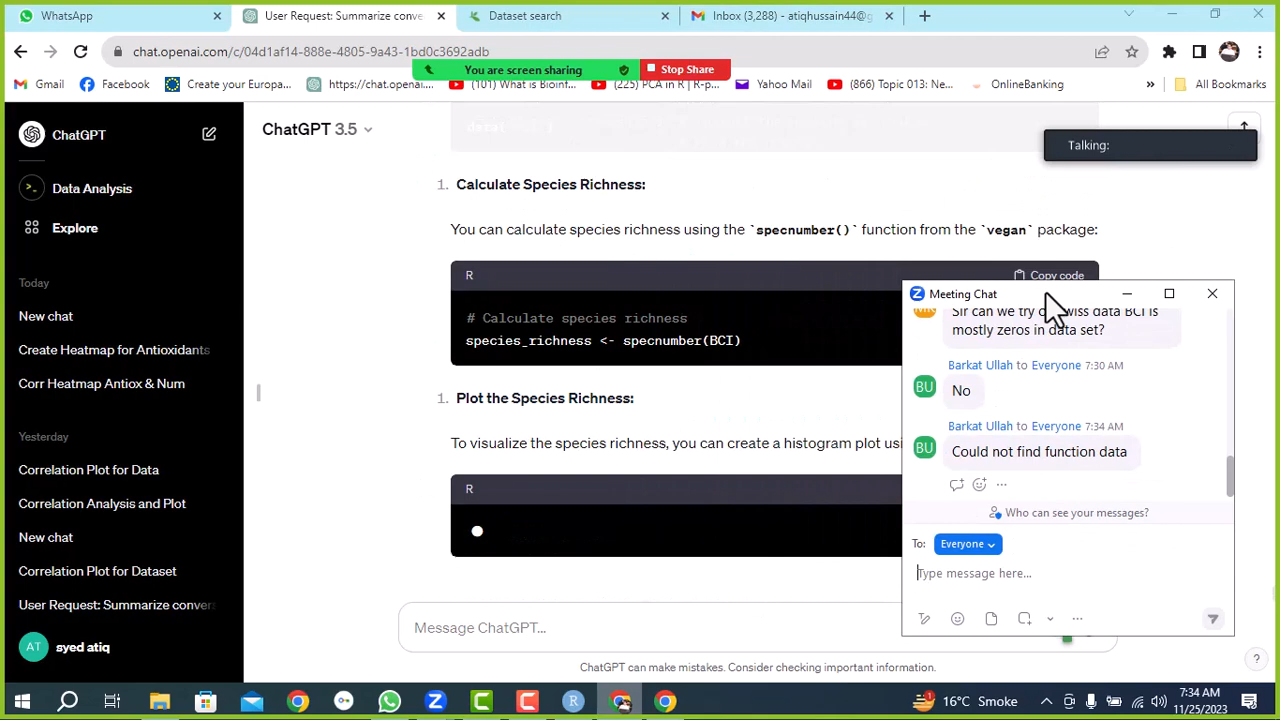 WhatsApp
User Request: Summarize conve
Dataset search
Inbox (3,288) - atiqhussain44@g
chat.openai.com/c/04d1af14-888e-4805-9a43-1bd0c3692adb
You are screen sharing
Stop Share
Gmail
Facebook
Create your Europa...
https://chat.openai....
(101) What is Bioinf...
(225) PCA in R | R-p...
Yahoo Mail
(866) Topic 013: Ne...
OnlineBanking
»
All Bookmarks
ChatGPT
ChatGPT 3.5
Talking:
Data Analysis
Explore
Today
New chat
Create Heatmap for Antioxidants
Corr Heatmap Antiox & Num
Yesterday
Correlation Plot for Data
Correlation Analysis and Plot
New chat
Correlation Plot for Dataset
User Request: Summarize convers
AT
syed atiq
1. Calculate Species Richness:
You can calculate species richness using the `specnumber()` function from the `vegan` package:
R
Copy code
# Calculate species richness
species_richness <- specnumber(BCI)
1. Plot the Species Richness:
To visualize the species richness, you can create a histogram plot usi
R
Message ChatGPT...
ChatGPT can make mistakes. Consider checking important information.
?
Meeting Chat
mostly zeros in data set?
Barkat Ullah to Everyone 7:30 AM
BU
No
Barkat Ullah to Everyone 7:34 AM
BU
Could not find function data
Who can see your messages?
To:
Everyone
Type message here...
16°C Smoke
7:34 AM
11/25/2023